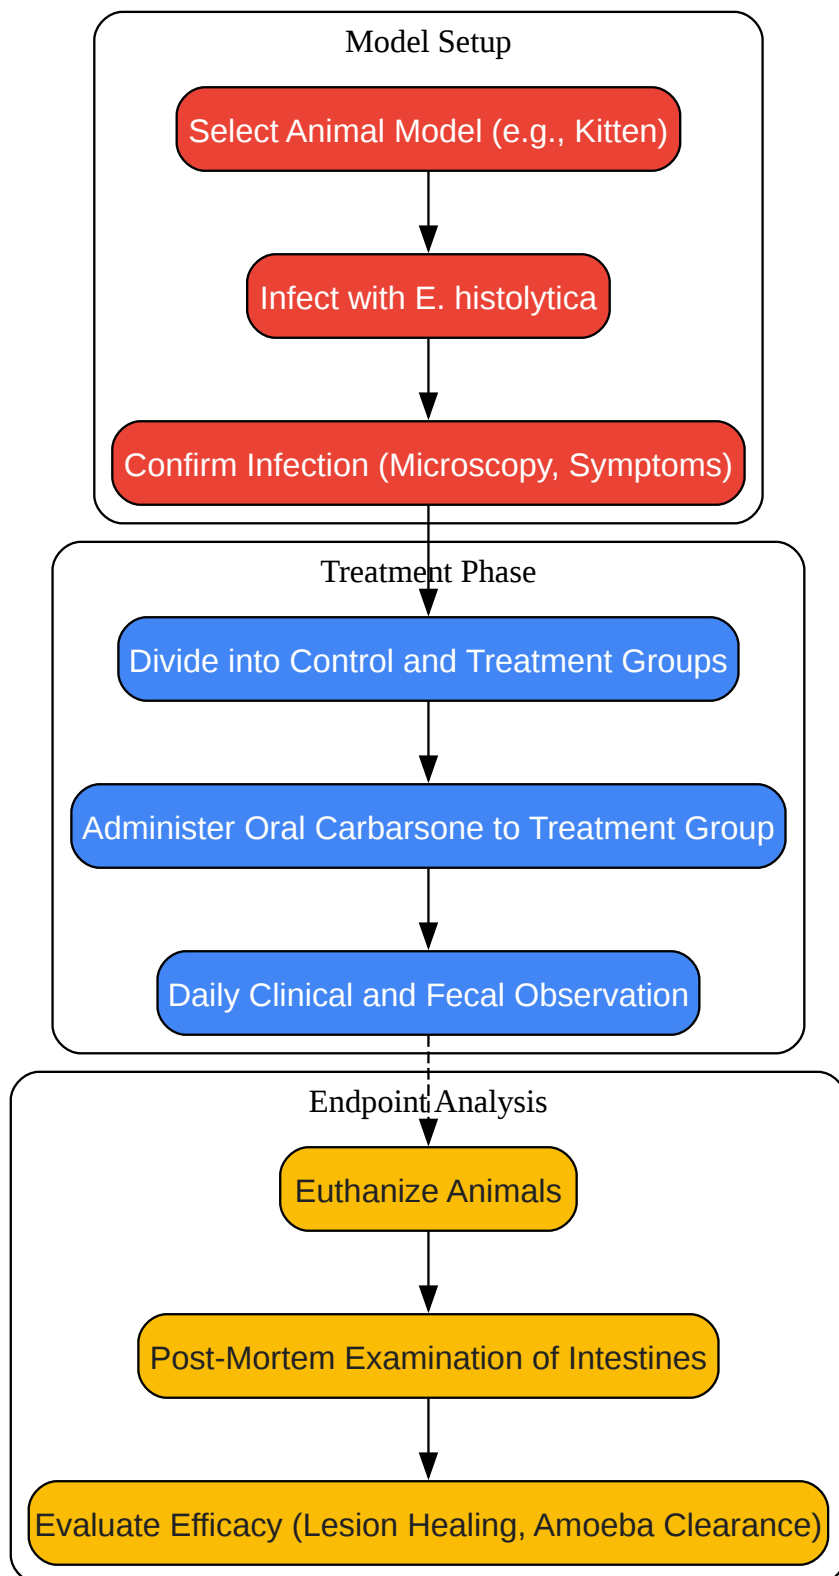 Model Setup
Select Animal Model (e.g., Kitten)
Infect with E. histolytica
Confirm Infection (Microscopy, Symptoms)
Treatment Phase
Divide into Control and Treatment Groups
Administer Oral Carbarsone to Treatment Group
Daily Clinical and Fecal Observation
Endpoint Analysis
Euthanize Animals
Post-Mortem Examination of Intestines
Evaluate Efficacy (Lesion Healing, Amoeba Clearance)